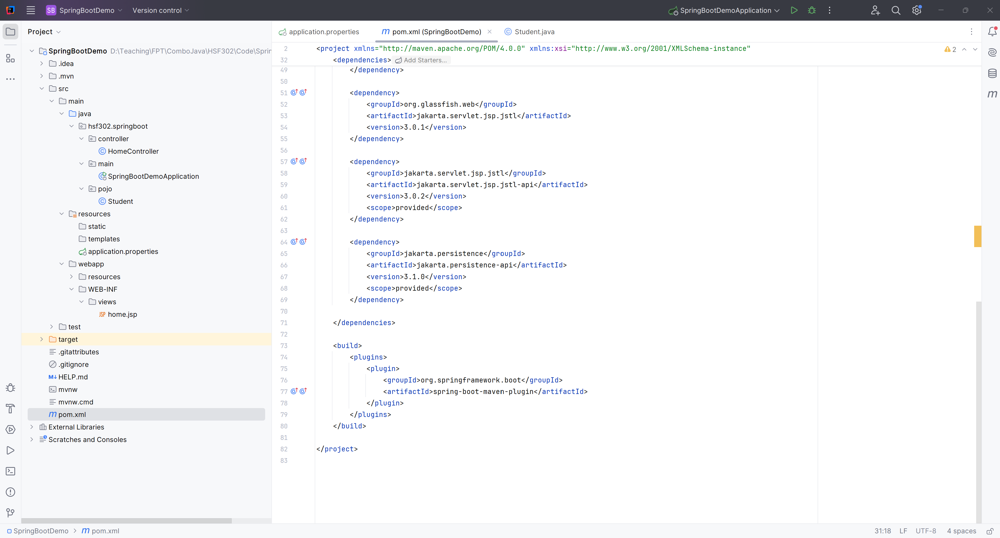 SB SpringBootDemo Version control SpringBootDemoApplication
Project
SpringBootDemo D:\Teaching\FPT\ComboJava\HSF302\Code\Sprin
.idea
.mvn
src
main
java
hsf302.springboot
controller
HomeController
main
SpringBootDemoApplication
pojo
Student
resources
static
templates
application.properties
webapp
resources
WEB-INF
views
JSP home.jsp
test
target
.gitattributes
.gitignore
M↓ HELP.md
mvnw
mvnw.cmd
m pom.xml
External Libraries
Scratches and Consoles
application.properties m pom.xml (SpringBootDemo) Student.java
2 <project xmlns="http://maven.apache.org/POM/4.0.0" xmlns:xsi="http://www.w3.org/2001/XMLSchema-instance" 2
32 <dependencies> Add Starters...
49 </dependency>
50
51 <dependency>
52 <groupId>org.glassfish.web</groupId>
53 <artifactId>jakarta.servlet.jsp.jstl</artifactId>
54 <version>3.0.1</version>
55 </dependency>
56
57 <dependency>
58 <groupId>jakarta.servlet.jsp.jstl</groupId>
59 <artifactId>jakarta.servlet.jsp.jstl-api</artifactId>
60 <version>3.0.2</version>
61 <scope>provided</scope>
62 </dependency>
63
64 <dependency>
65 <groupId>jakarta.persistence</groupId>
66 <artifactId>jakarta.persistence-api</artifactId>
67 <version>3.1.0</version>
68 <scope>provided</scope>
69 </dependency>
70
71 </dependencies>
72
73 <build>
74 <plugins>
75 <plugin>
76 <groupId>org.springframework.boot</groupId>
77 <artifactId>spring-boot-maven-plugin</artifactId>
78 </plugin>
79 </plugins>
80 </build>
81
82 </project>
83
m
SpringBootDemo > m pom.xml 31:18 LF UTF-8 4 spaces